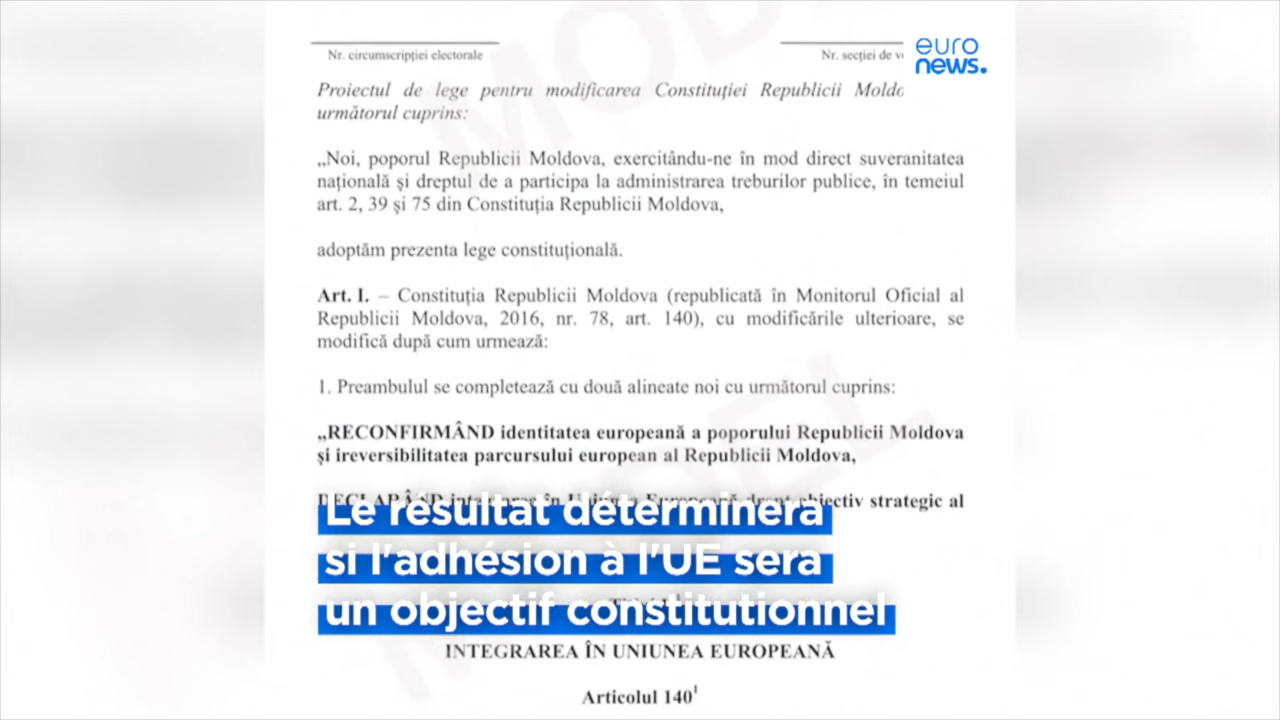 Nr. circumscripției electorale
Nr. secției de
euro
news.
Proiectul de lege pentru modificarea Constituției Republicii
următorul cuprins:
„Noi, poporul Republicii Moldova, exercitându-ne în mod direct suveranitatea
națională și dreptul de a participa la administrarea treburilor publice, în temeiul
art. 2, 39 și 75 din Constituția Republicii Moldova,
adoptăm prezenta lege constituțională.
Art. I. – Constituția Republicii Moldova (republicată în Monitorul Oficial al
Republicii Moldova, 2016, nr. 78, art. 140), cu modificările ulterioare, se
modifică după cum urmează:
1. Preambulul se completează cu două alineate noi cu următorul cuprins:
„RECONFIRMÂND identitatea europeană a poporului Republicii Moldova
și ireversibilitatea parcursului european al Republicii Moldova,
strategic al
Le résultat déterminera
si l'adhésion à l'UE sera
un objectif constitutionnel
INTEGRAREA ÎN UNIUNEA EUROPEANĂ
Articolul 140¹